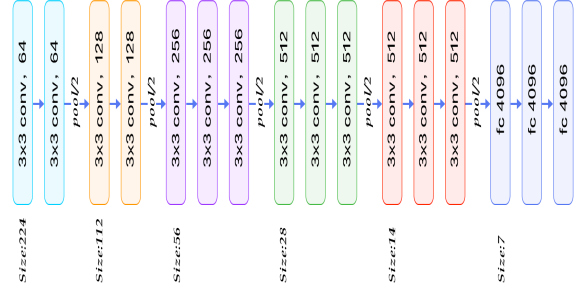 3x3 conv, 64
3x3 conv, 64
pool/2
3x3 conv, 128
3x3 conv, 128
pool/2
3x3 conv, 256
3x3 conv, 256
3x3 conv, 256
pool/2
3x3 conv, 512
3x3 conv, 512
3x3 conv, 512
pool/2
3x3 conv, 512
3x3 conv, 512
3x3 conv, 512
pool/2
fc 4096
fc 4096
fc 4096
Size:224
Size:112
Size:56
Size:28
Size:14
Size:7